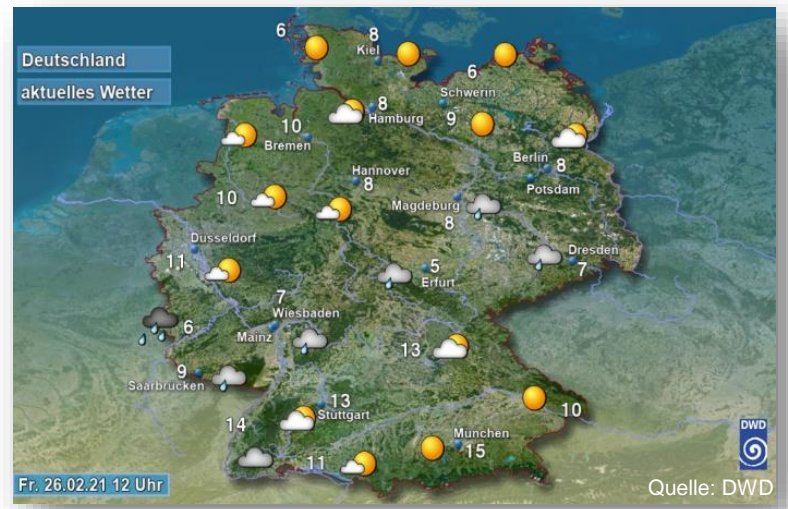 6
8
Kiel
Deutschland
aktuelles Wetter
6
Schwerin
9
8
Hamburg
10
Bremen
Berlin
8
Potsdam
Hannover
8
10
Magdeburg
8
Düsseldorf
11
Dresden
7
5
Erfurt
7
Wiesbaden
6
Mainz
13
9
Saarbrücken
13
Stuttgart
14
10
München
15
11
DWD
Fr. 26.02.21 12 Uhr
Quelle: DWD